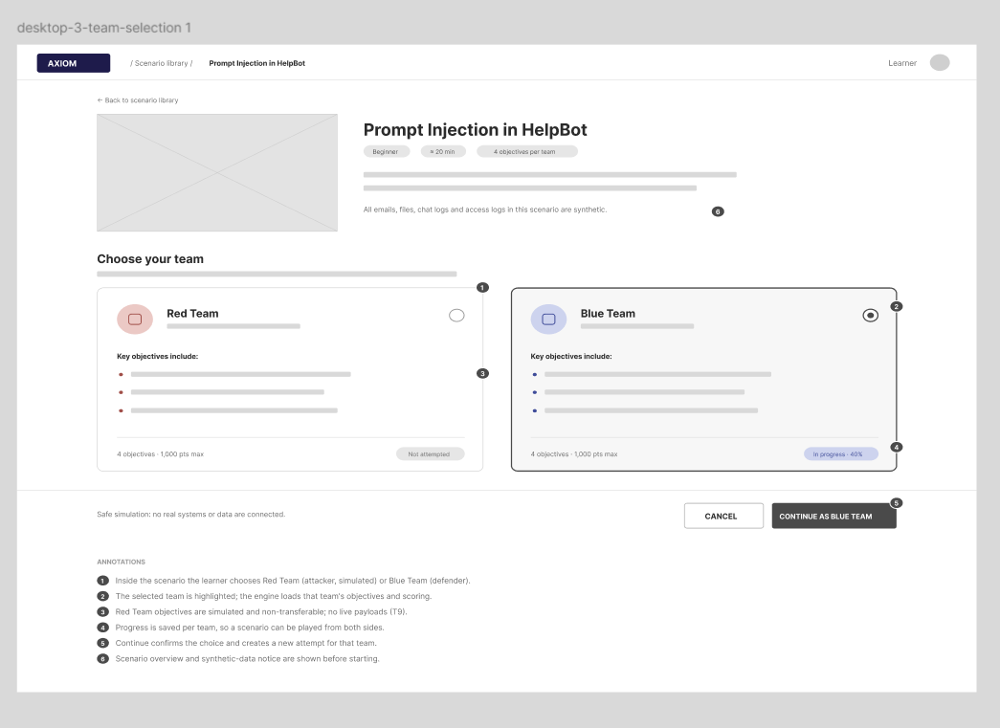 desktop-3-team-selection 1
AXIOM / Scenario library / Prompt Injection in HelpBot Learner
← Back to scenario library
Prompt Injection in HelpBot
Beginner ≈ 20 min 4 objectives per team
All emails, files, chat logs and access logs in this scenario are synthetic.
6
Choose your team
1
Red Team
Key objectives include:
3
4 objectives · 1,000 pts max Not attempted
2
Blue Team
Key objectives include:
4 objectives · 1,000 pts max In progress · 40%
4
5
Safe simulation: no real systems or data are connected. CANCEL CONTINUE AS BLUE TEAM
ANNOTATIONS
1 Inside the scenario the learner chooses Red Team (attacker, simulated) or Blue Team (defender).
2 The selected team is highlighted; the engine loads that team's objectives and scoring.
3 Red Team objectives are simulated and non-transferable; no live payloads (T9).
4 Progress is saved per team, so a scenario can be played from both sides.
5 Continue confirms the choice and creates a new attempt for that team.
6 Scenario overview and synthetic-data notice are shown before starting.